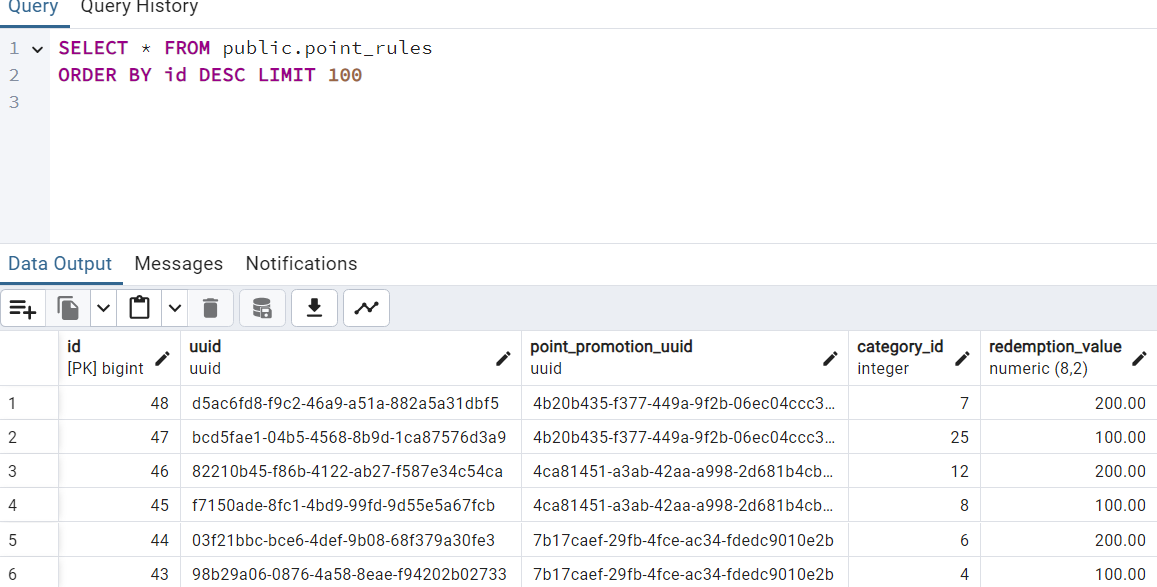 Query Query History
1 SELECT * FROM public.point_rules
2 ORDER BY id DESC LIMIT 100
3
Data Output Messages Notifications
id uuid point_promotion_uuid category_id redemption_value
[PK] bigint uuid uuid integer numeric (8,2)
1 48 d5ac6fd8-f9c2-46a9-a51a-882a5a31dbf5 4b20b435-f377-449a-9f2b-06ec04ccc3... 7 200.00
2 47 bcd5fae1-04b5-4568-8b9d-1ca87576d3a9 4b20b435-f377-449a-9f2b-06ec04ccc3... 25 100.00
3 46 82210b45-f86b-4122-ab27-f587e34c54ca 4ca81451-a3ab-42aa-a998-2d681b4cb... 12 200.00
4 45 f7150ade-8fc1-4bd9-99fd-9d55e5a67fcb 4ca81451-a3ab-42aa-a998-2d681b4cb... 8 100.00
5 44 03f21bbc-bce6-4def-9b08-68f379a30fe3 7b17caef-29fb-4fce-ac34-fdedc9010e2b 6 200.00
6 43 98b29a06-0876-4a58-8eae-f94202b02733 7b17caef-29fb-4fce-ac34-fdedc9010e2b 4 100.00